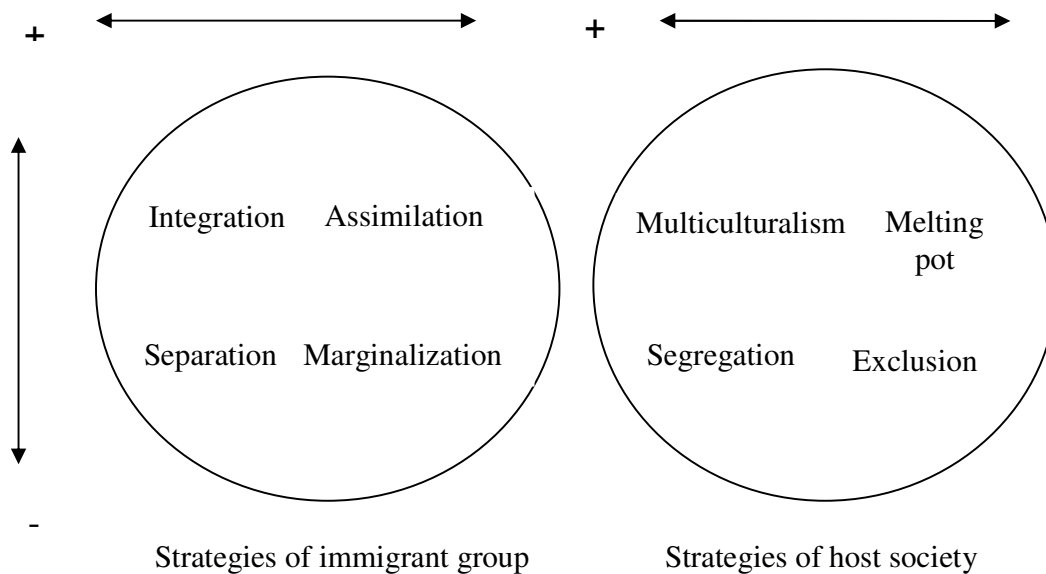 +
+
Integration Assimilation
Multiculturalism Melting
pot
Separation Marginalization
Segregation Exclusion
-
Strategies of immigrant group
Strategies of host society